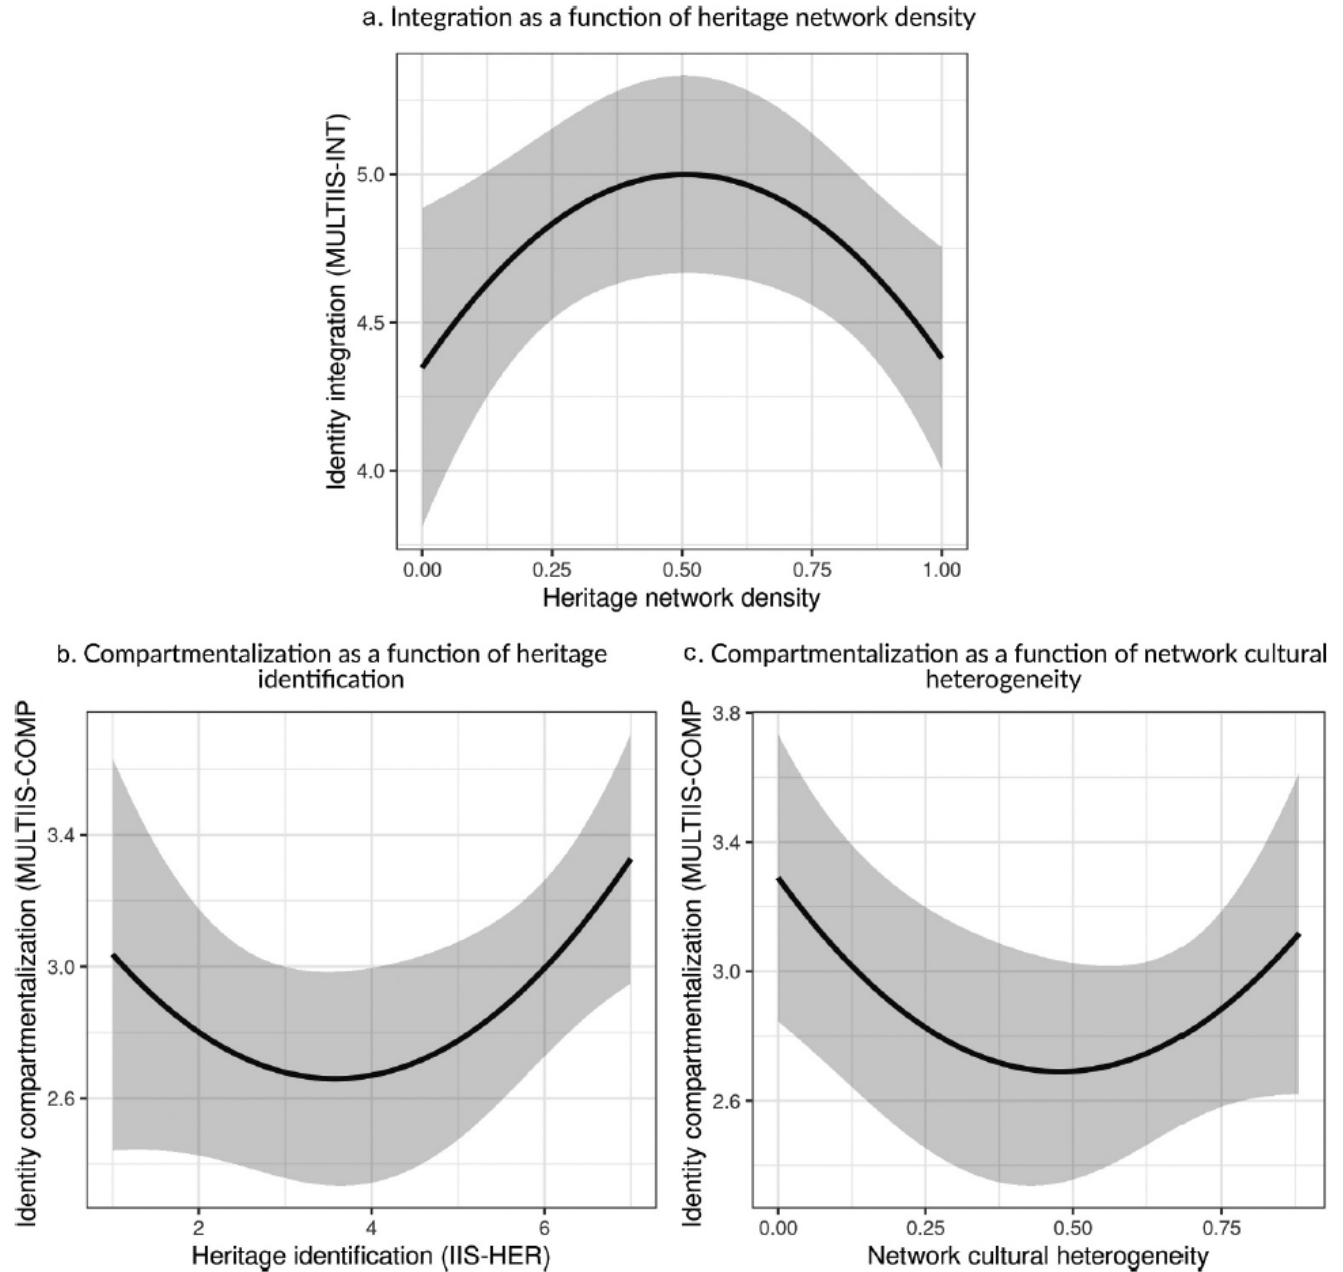 a. Integration as a function of heritage network density
Identity integration (MULTIIS-INT)
5.0
4.5
4.0
0.00 0.25 0.50 0.75 1.00
Heritage network density
b. Compartmentalization as a function of heritage
identification
Identity compartmentalization (MULTIIS-COMP
3.4
3.0
2.6
2 4 6
Heritage identification (IIS-HER)
c. Compartmentalization as a function of network cultural
heterogeneity
Identity compartmentalization (MULTIIS-COMP
3.8
3.4
3.0
2.6
0.00 0.25 0.50 0.75
Network cultural heterogeneity